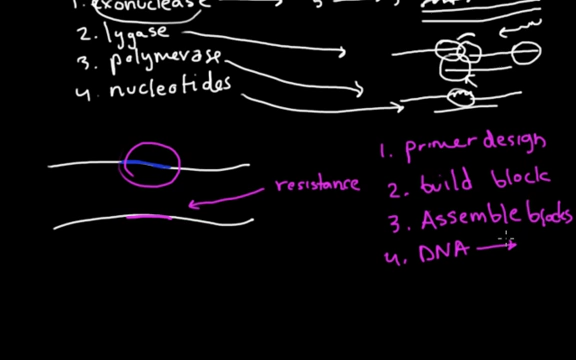 1. exonuclease
2. lygase
3. polymerase
4. nucleotides
resistance
1. primer design
2. build block
3. Assemble blocks
4. DNA